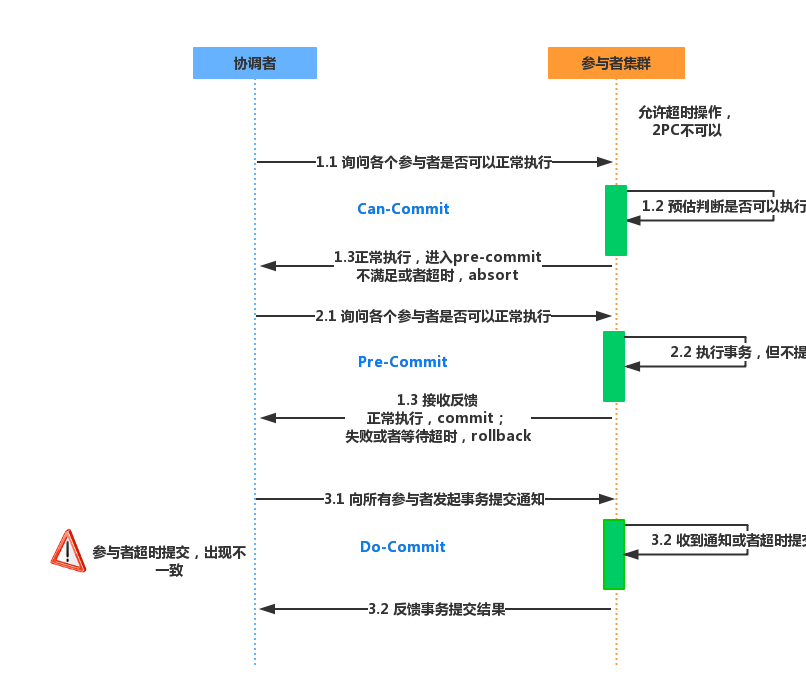 协调者
参与者集群
允许超时操作，
2PC不可以
1.1 询问各个参与者是否可以正常执行
Can-Commit
1.2 预估判断是否可以执行
1.3正常执行，进入pre-commit
不满足或者超时，absort
2.1 询问各个参与者是否可以正常执行
Pre-Commit
2.2 执行事务，但不提
1.3 接收反馈
正常执行，commit；
失败或者等待超时，rollback
3.1 向所有参与者发起事务提交通知
Do-Commit
3.2 收到通知或者超时提交
参与者超时提交，出现不
一致
3.2 反馈事务提交结果